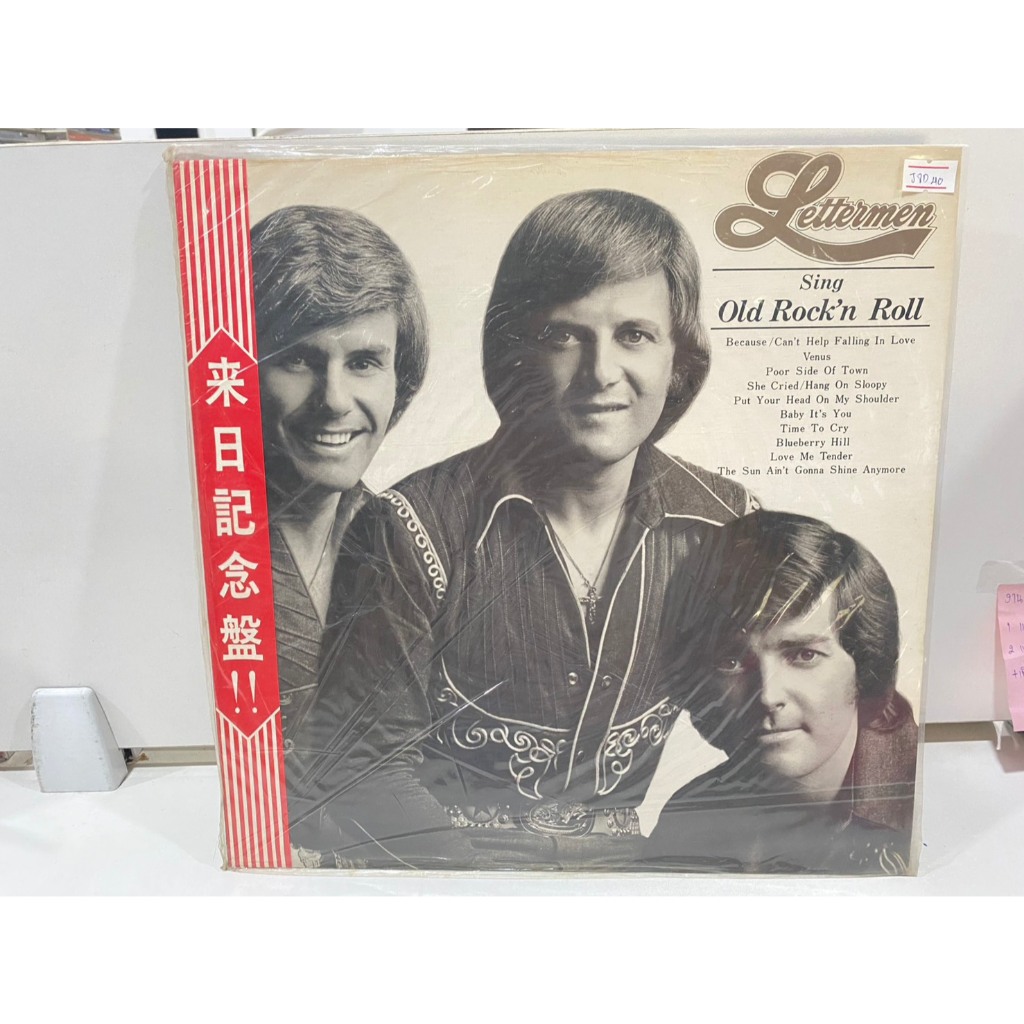 Lettermen
Sing
Old Rock'n Roll
Because/Can't Help Falling In Love
Venus
Poor Side Of Town
She Cried/Hang On Sloopy
Put Your Head On My Shoulder
Baby It's You
Time To Cry
Blueberry Hill
Love Me Tender
The Sun Ain't Gonna Shine Anymore
来日記念盤!!